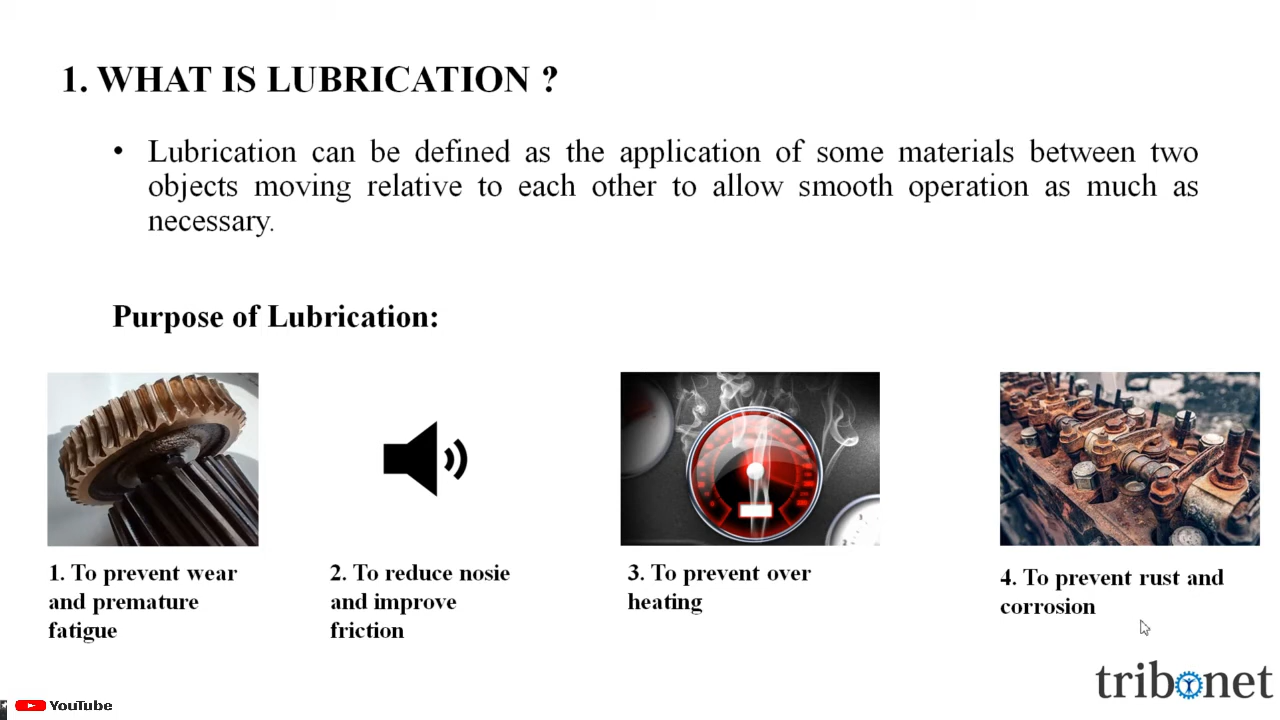 1. WHAT IS LUBRICATION ?
• Lubrication can be defined as the application of some materials between two
objects moving relative to each other to allow smooth operation as much as
necessary.
Purpose of Lubrication:
1. To prevent wear
and premature
fatigue
2. To reduce nosie
and improve
friction
3. To prevent over
heating
4. To prevent rust and
corrosion
tribonet
YouTube